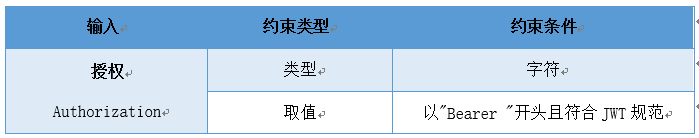 输入 约束类型 约束条件
授权 类型 字符
Authorization 取值 以"Bearer "开头且符合 JWT 规范